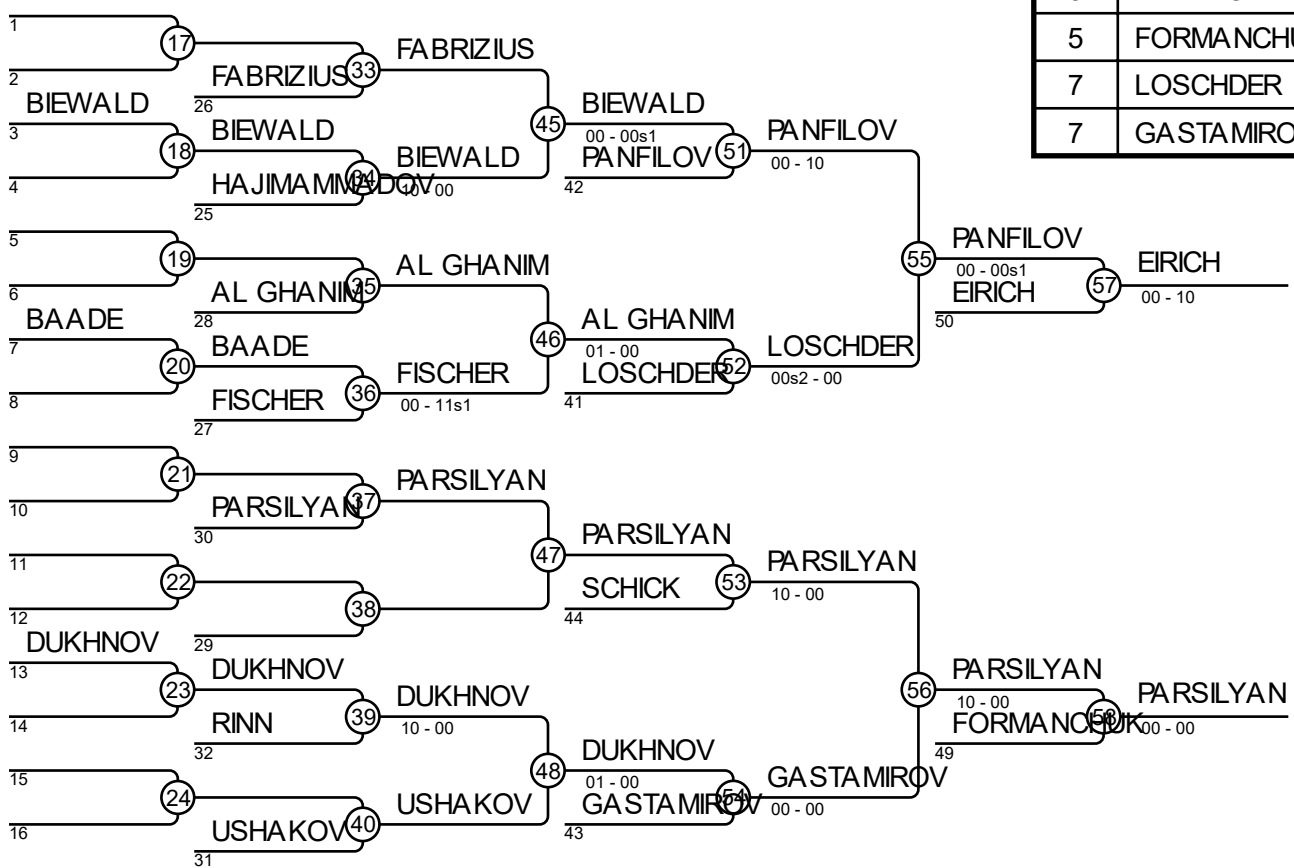 5 FORMANCHU
7 LOSCHDER
7 GASTAMIRO
1
17
FABRIZIUS
2
FABRIZIUS 33
26
BIEWALD
BIEWALD
3
BIEWALD
45
00 - 00s1
PANFILOV
18
BIEWALD
PANFILOV 51
00 - 10
4
HAJIMAMMADOV 34
10 - 00
42
25
5
PANFILOV
19
AL GHANIM
55
00 - 00s1
EIRICH
6
AL GHANIM 35
EIRICH 57
00 - 10
28
50
BAADE
AL GHANIM
7
BAADE
46
01 - 00
LOSCHDER
20
FISCHER
LOSCHDER 52
00s2 - 00
8
FISCHER 36
00 - 11s1
41
27
9
21
PARSILYAN
10
PARSILYAN 37
30
PARSILYAN
11
47
PARSILYAN
22
SCHICK 53
10 - 00
12
38
44
29
DUKHNOV
13
DUKHNOV
PARSILYAN
23
DUKHNOV
56
10 - 00
PARSILYAN
14
RINN 39
10 - 00
FORMANCHUK 58
00 - 00
32
49
DUKHNOV
15
48
01 - 00
GASTAMIROV
24
USHAKOV
GASTAMIROV 54
00 - 00
16
USHAKOV 40
43
31